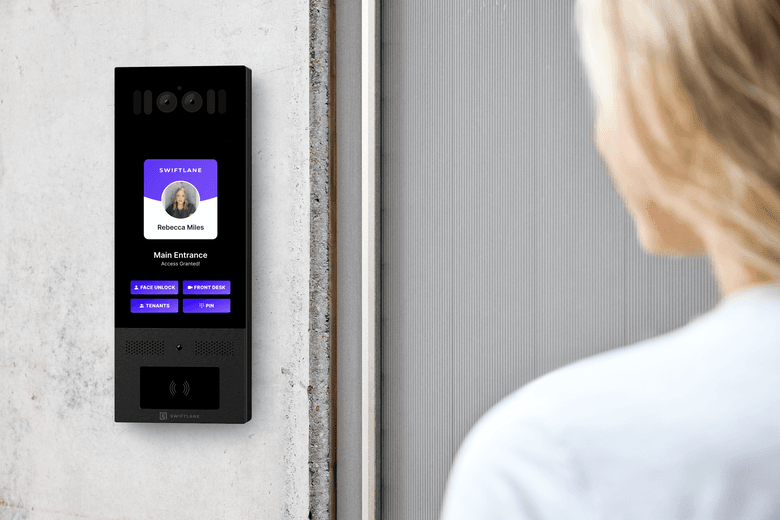 SWIFTLANE
Rebecca Miles
Main Entrance
Access Granted!
FACE UNLOCK FRONT DESK
TENANTS PIN
SWIFTLANE